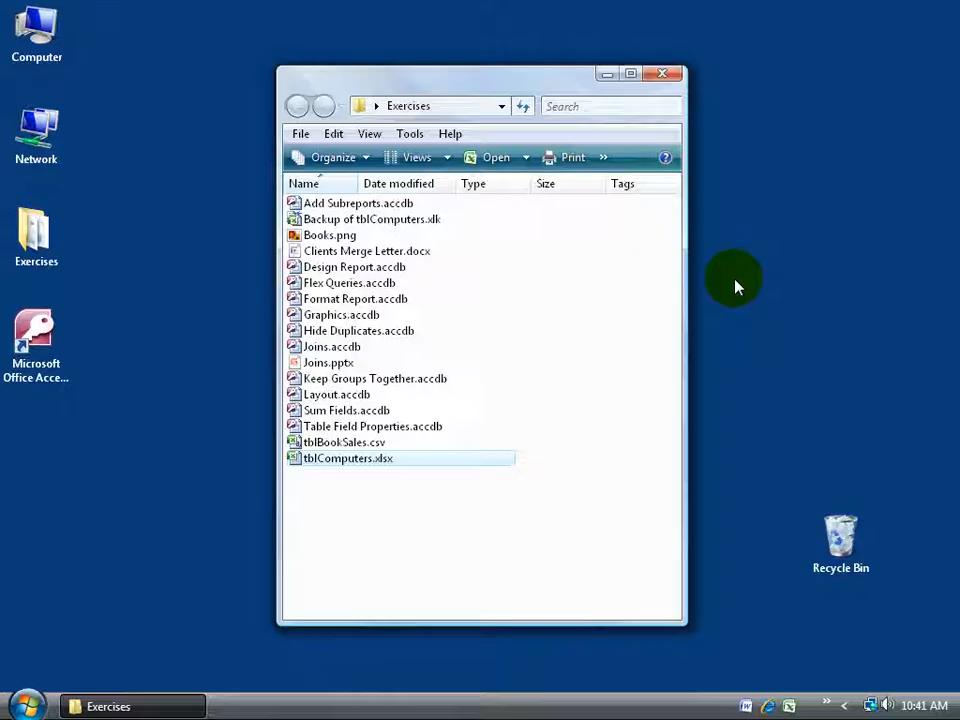 Computer
Network
Exercises
Microsoft
Office Acce...
Exercises
Search
File Edit View Tools Help
Organize Views Open Print »
Name Date modified Type Size Tags
Add Subreports.accdb
Backup of tblComputers.xlk
Books.png
Clients Merge Letter.docx
Design Report.accdb
Flex Queries.accdb
Format Report.accdb
Graphics.accdb
Hide Duplicates.accdb
Joins.accdb
Joins.pptx
Keep Groups Together.accdb
Layout.accdb
Sum Fields.accdb
Table Field Properties.accdb
tblBookSales.csv
tblComputers.xlsx
Recycle Bin
Exercises
» < 10:41 AM